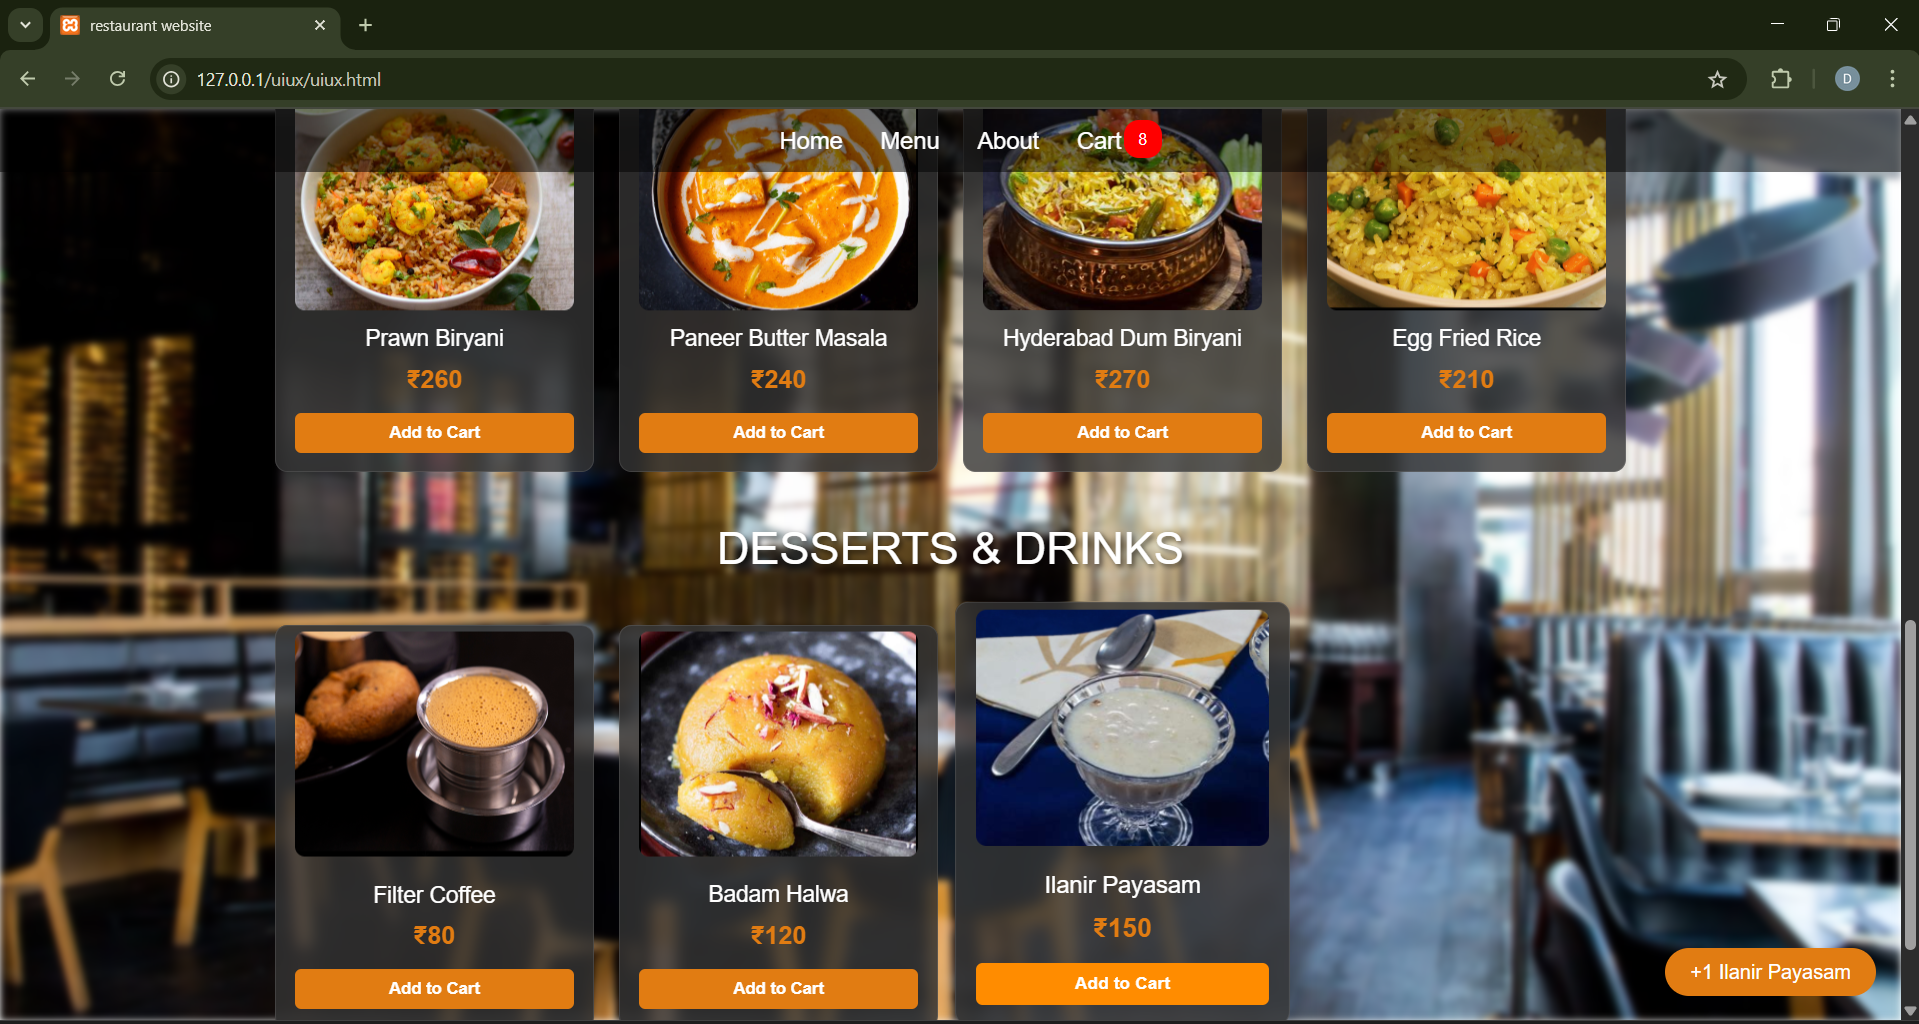 restaurant website
127.0.0.1/uiux/uiux.html
D
Home Menu About Cart 8
Prawn Biryani Paneer Butter Masala Hyderabad Dum Biryani Egg Fried Rice
₹260 ₹240 ₹270 ₹210
Add to Cart Add to Cart Add to Cart Add to Cart
DESSERTS & DRINKS
Filter Coffee Badam Halwa Ilanir Payasam
₹80 ₹120 ₹150
Add to Cart Add to Cart Add to Cart
+1 Ilanir Payasam